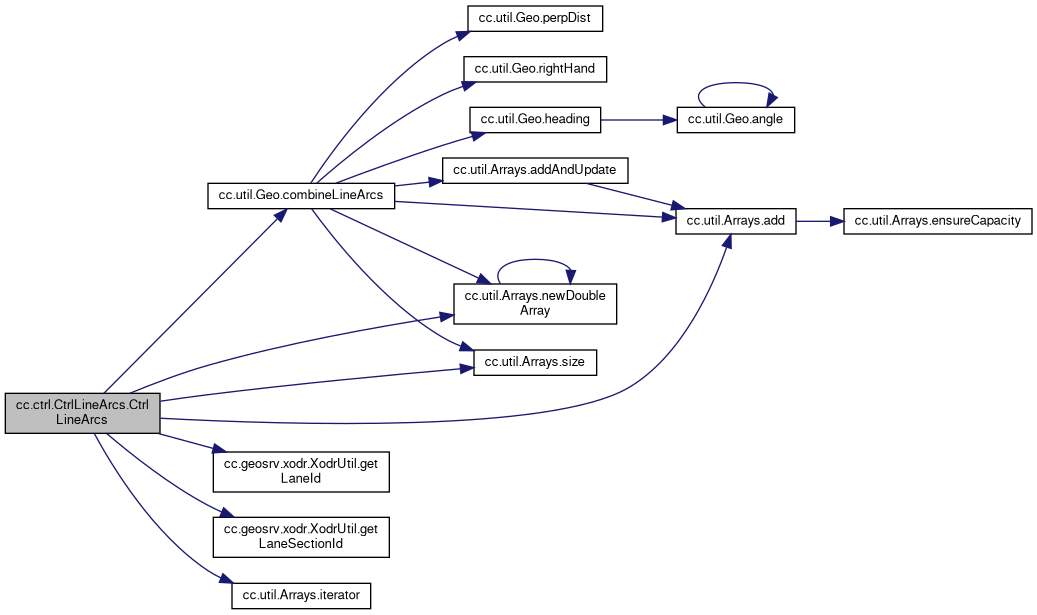 cc.util.Geo.perpDist
cc.util.Geo.rightHand
cc.util.Geo.heading
cc.util.Geo.angle
cc.util.Arrays.addAndUpdate
cc.util.Geo.combineLineArcs
cc.util.Arrays.add
cc.util.Arrays.ensureCapacity
cc.util.Arrays.newDouble
Array
cc.util.Arrays.size
cc.ctrl.CtrlLineArcs.Ctrl
LineArcs
cc.geosrv.xodr.XodrUtil.get
LaneId
cc.geosrv.xodr.XodrUtil.get
LaneSectionId
cc.util.Arrays.iterator